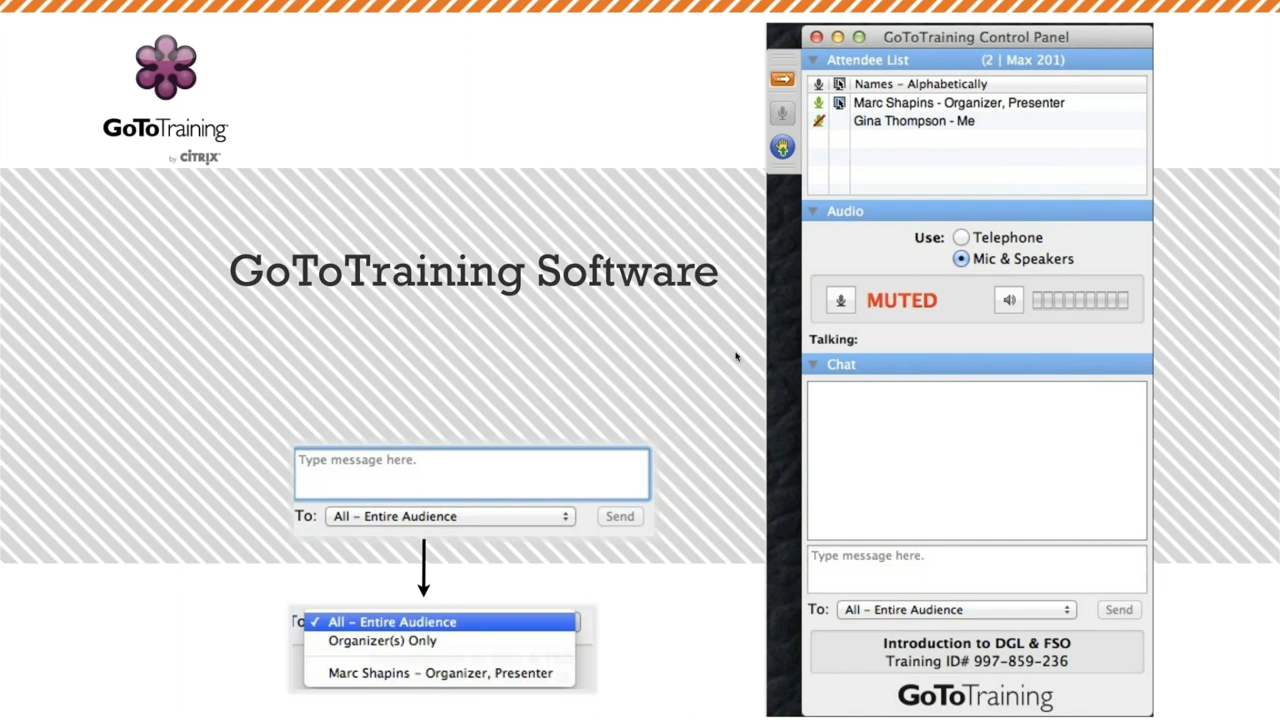 GoToTraining
by CITRIX
GoToTraining Software
Type message here.
To: All – Entire Audience Send
To ✓ All – Entire Audience
Organizer(s) Only
Marc Shapins – Organizer, Presenter
GoToTraining Control Panel
Attendee List (2 | Max 201)
Names – Alphabetically
Marc Shapins - Organizer, Presenter
Gina Thompson - Me
Audio
Use: Telephone
Mic & Speakers
MUTED
Talking:
Chat
Type message here.
To: All – Entire Audience Send
Introduction to DGL & FSO
Training ID# 997-859-236
GoToTraining